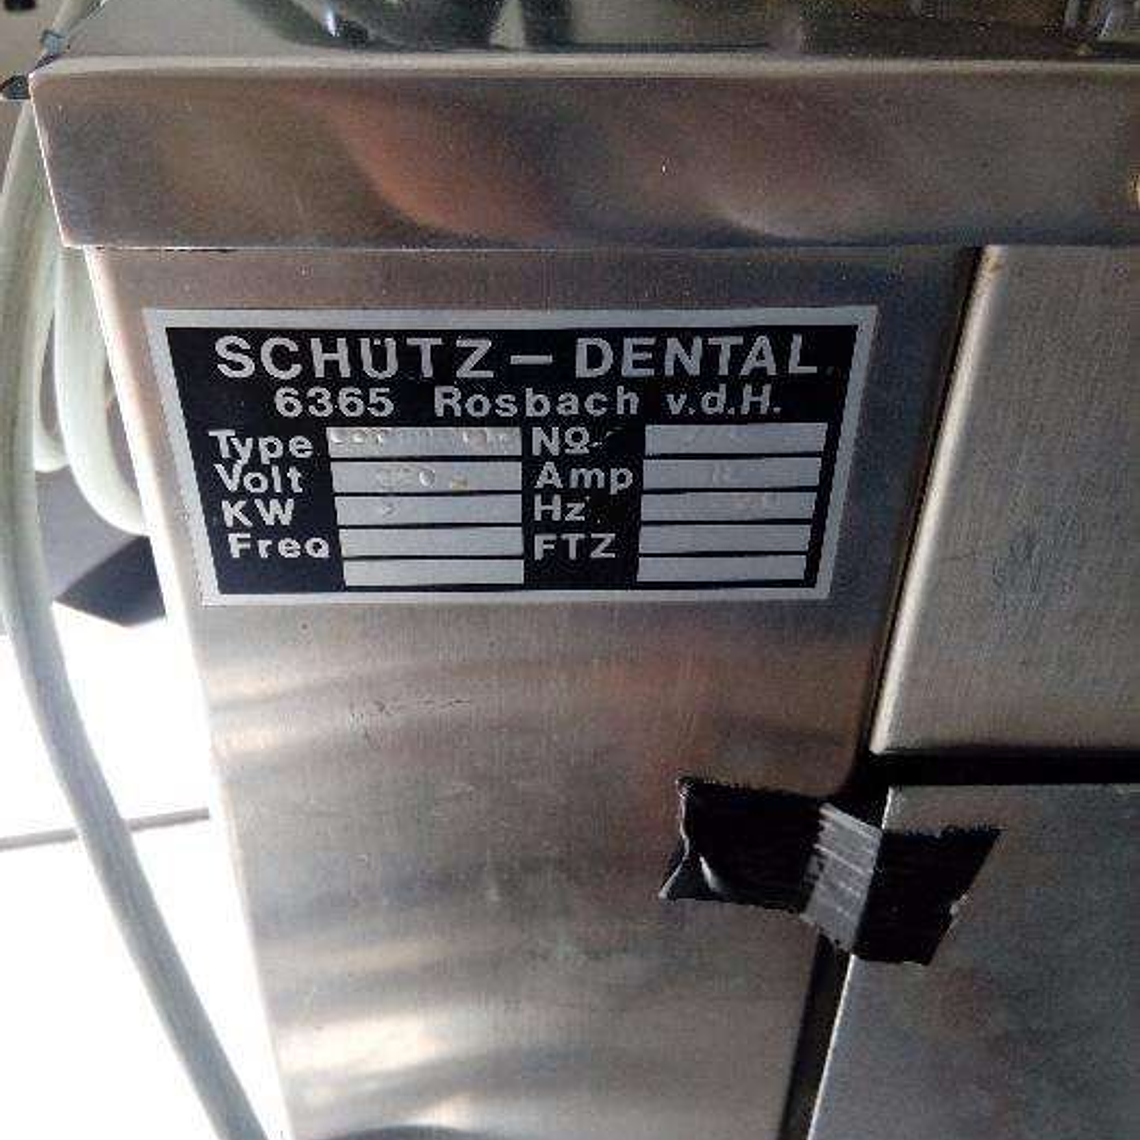 SCHÜTZ – DENTAL
6365 Rosbach v.d.H.
Type Nº
Volt Amp
KW Hz
Freq FTZ